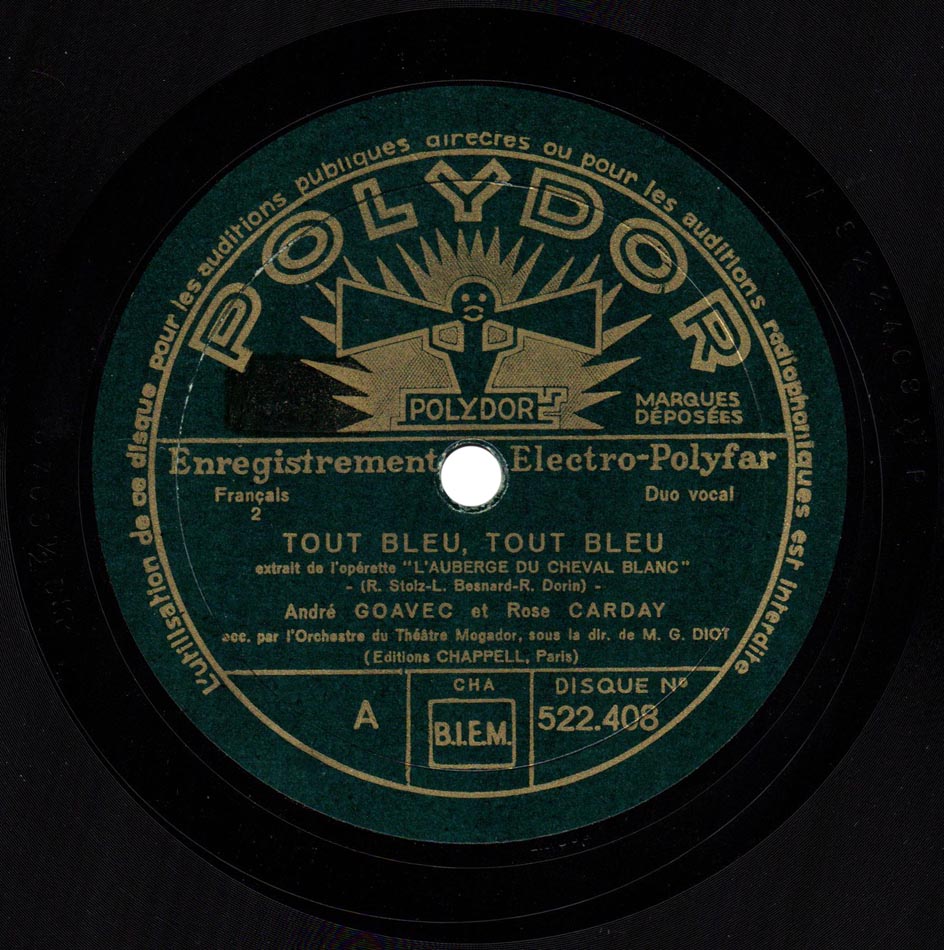 L'utilisation de ce disque pour les auditions publiques airecres ou pour les auditions radiophoniques est interdite
POLYDOR
POLYDOR
MARQUES
DÉPOSÉES
Enregistrement Electro-Polyfar
Français Duo vocal
2
TOUT BLEU, TOUT BLEU
extrait de l'opérette "L'AUBERGE DU CHEVAL BLANC"
- (R. Stolz-L. Besnard-R. Dorin) -
André GOAVEC et Rose CARDAY
acc. par l'Orchestre du Théâtre Mogador, sous la dir. de M. G. DIOT
(Editions CHAPPELL, Paris)
A
CHA
B.I.E.M.
DISQUE Nº
522.408